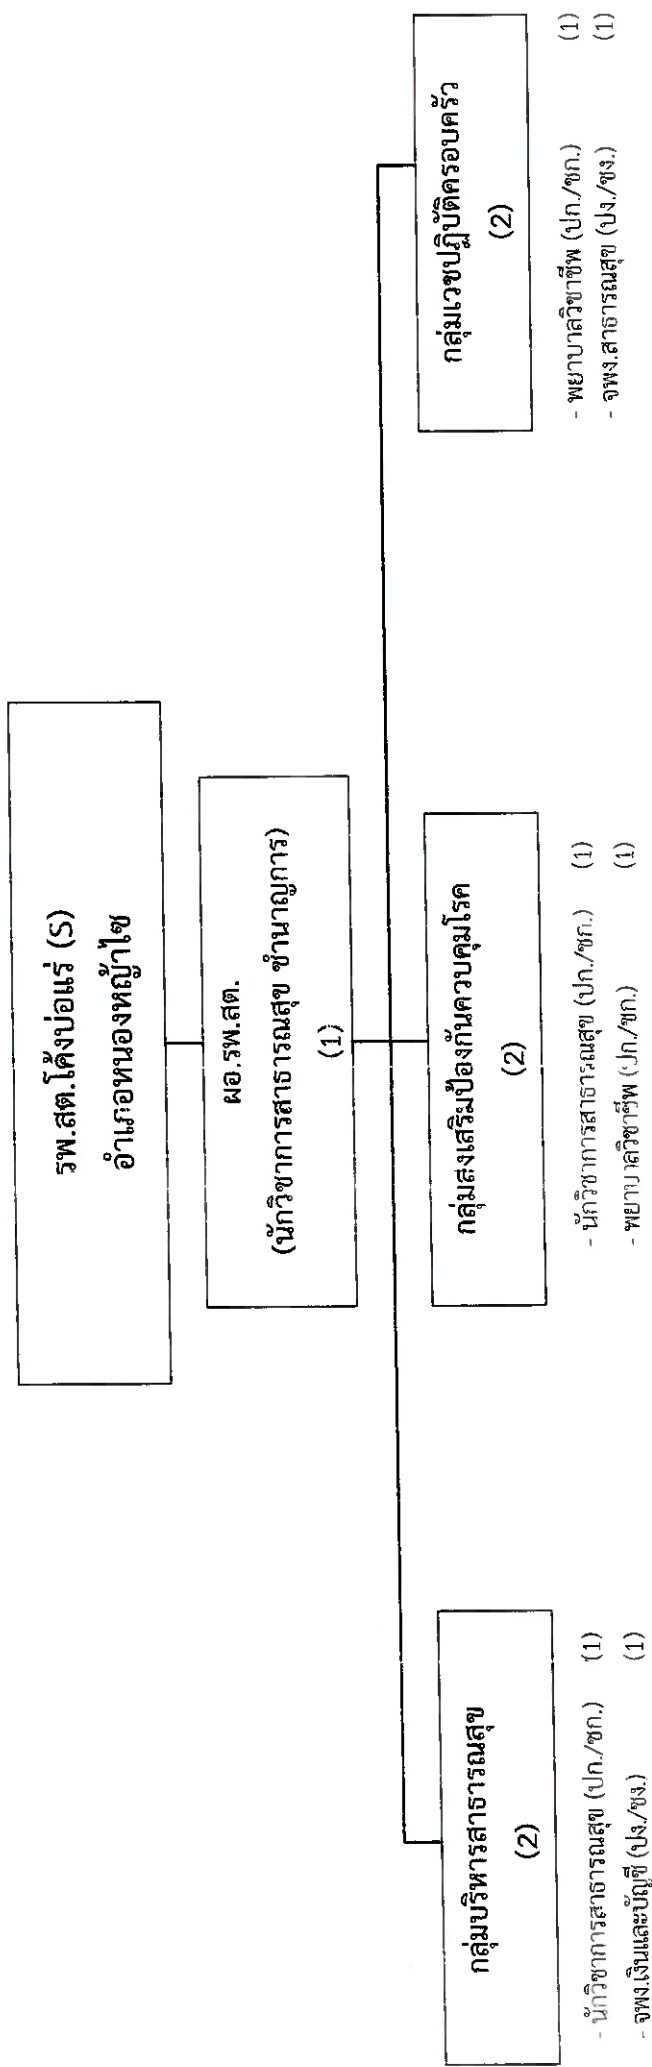 รพ.สต.โค้งบ่อแร่ (S)
อำเภอหนองหญ้าไซ
ผอ.รพ.สต.
(นักวิชาการสาธารณสุข ชำนาญการ)
(1)
กลุ่มบริหารสาธารณสุข
(2)
- นักวิชาการสาธารณสุข (ปก./ชก.) (1)
- จพง.เงินและบัญชี (ปง./ชง.) (1)
กลุ่มส่งเสริมป้องกันควบคุมโรค
(2)
- นักวิชาการสาธารณสุข (ปก./ชก.) (1)
- พยาบาลวิชาชีพ (ปก./ชก.) (1)
กลุ่มเวชปฏิบัติครอบครัว
(2)
- พยาบาลวิชาชีพ (ปก./ชก.) (1)
- จพง.สาธารณสุข (ปง./ชง.) (1)